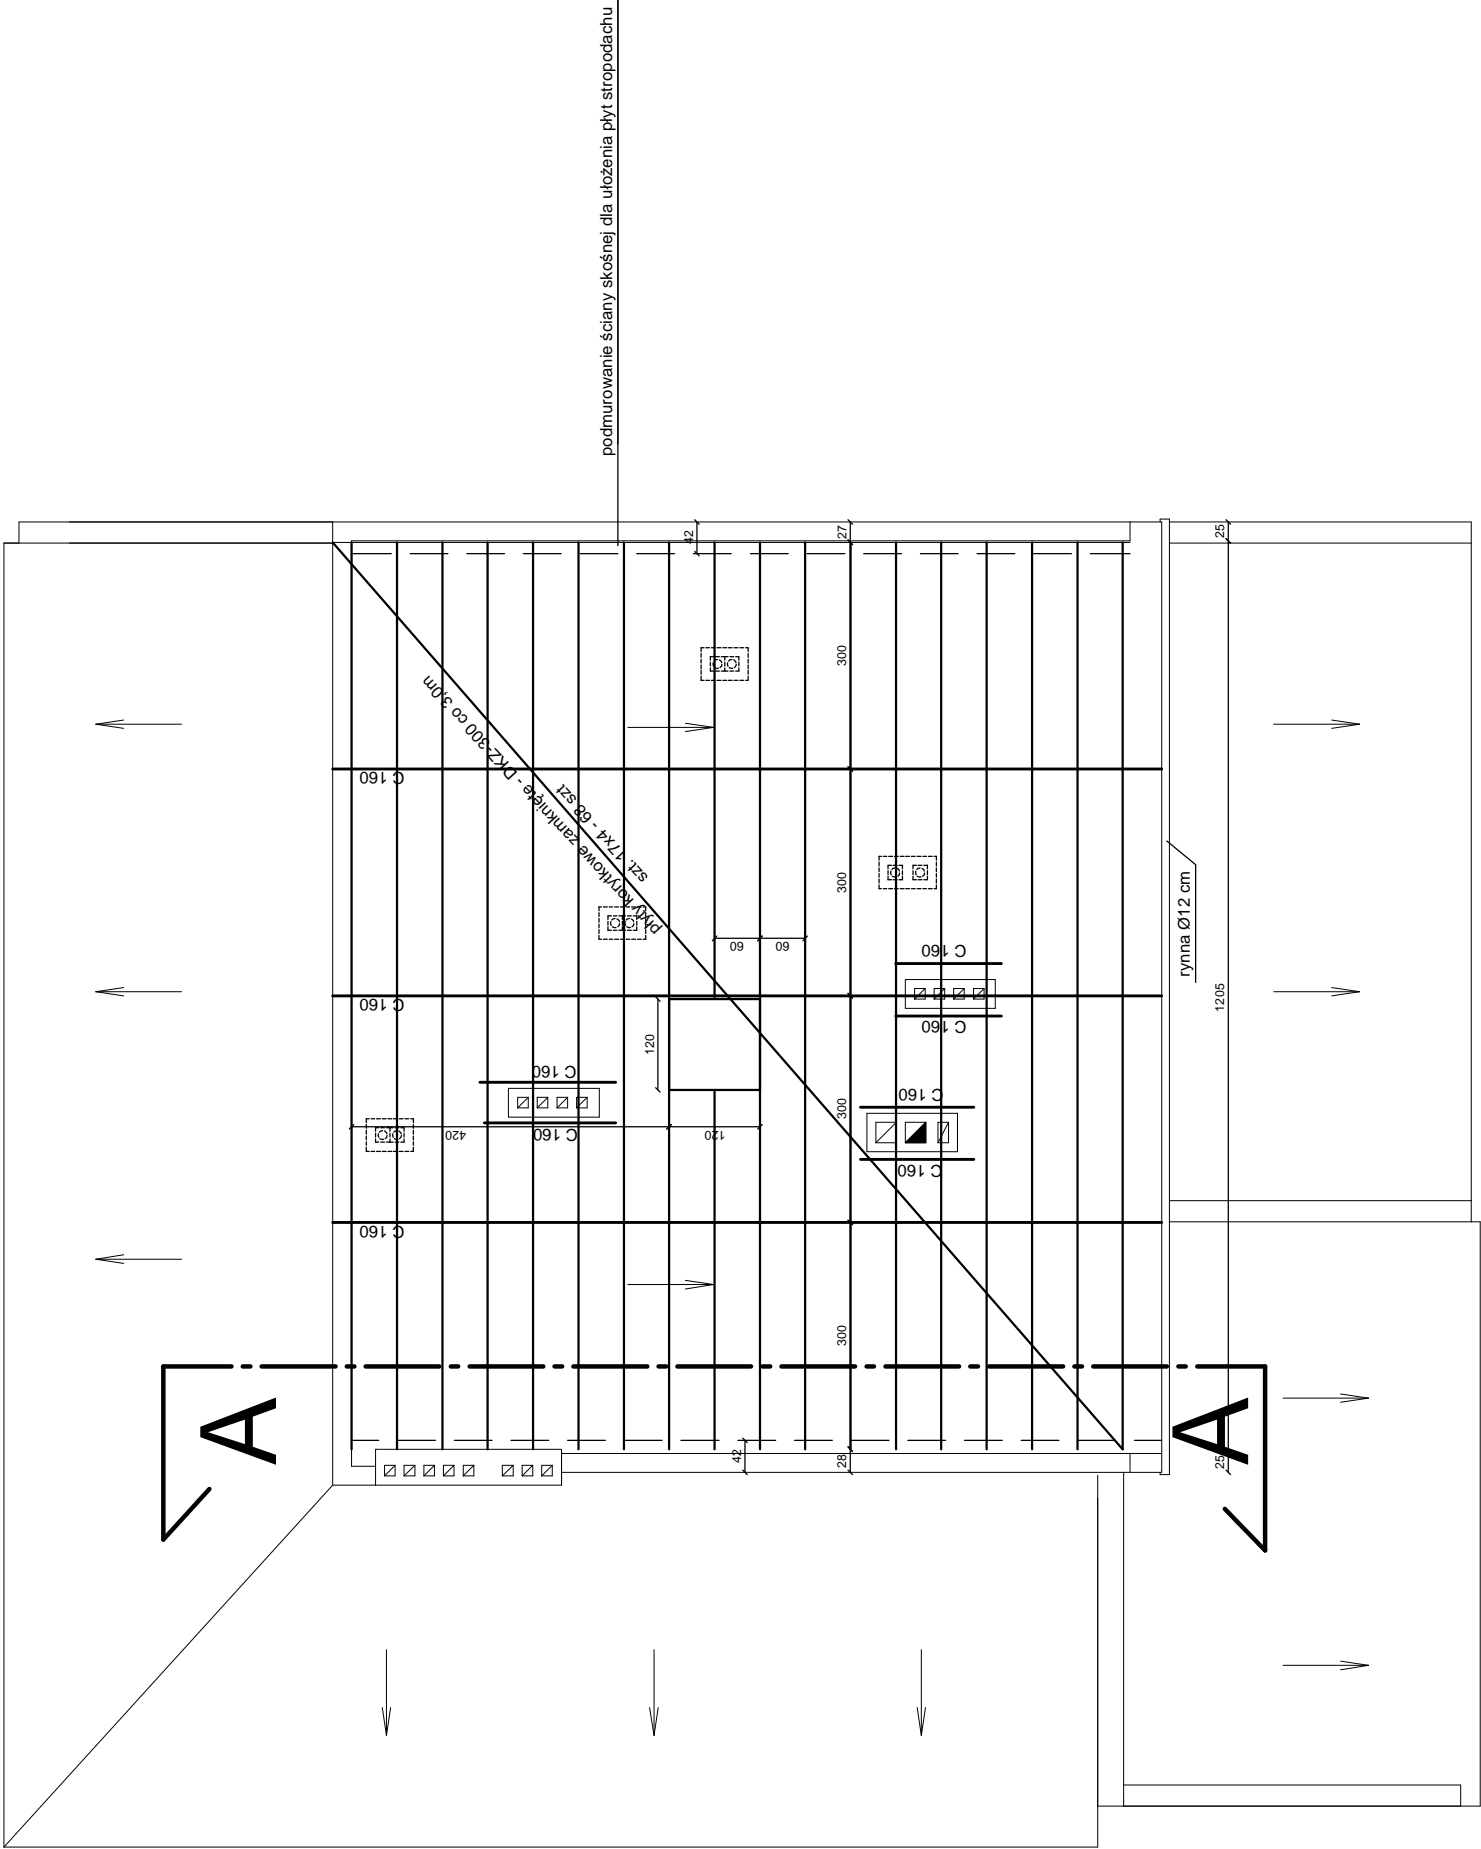 podmurowanie ściany skośnej dla ułożenia płyt stropodachu
42
27
25
300
płyty korytkowe zamknięte - DKZ-300 co 3,0m
szt. 17x4 - 68 szt
C 160
300
rynna Ø12 cm
60
60
C 160
C 160
C 160
120
1205
C 160
C 160
300
C 160
420
120
C 160
C 160
300
A
A
42
28
25